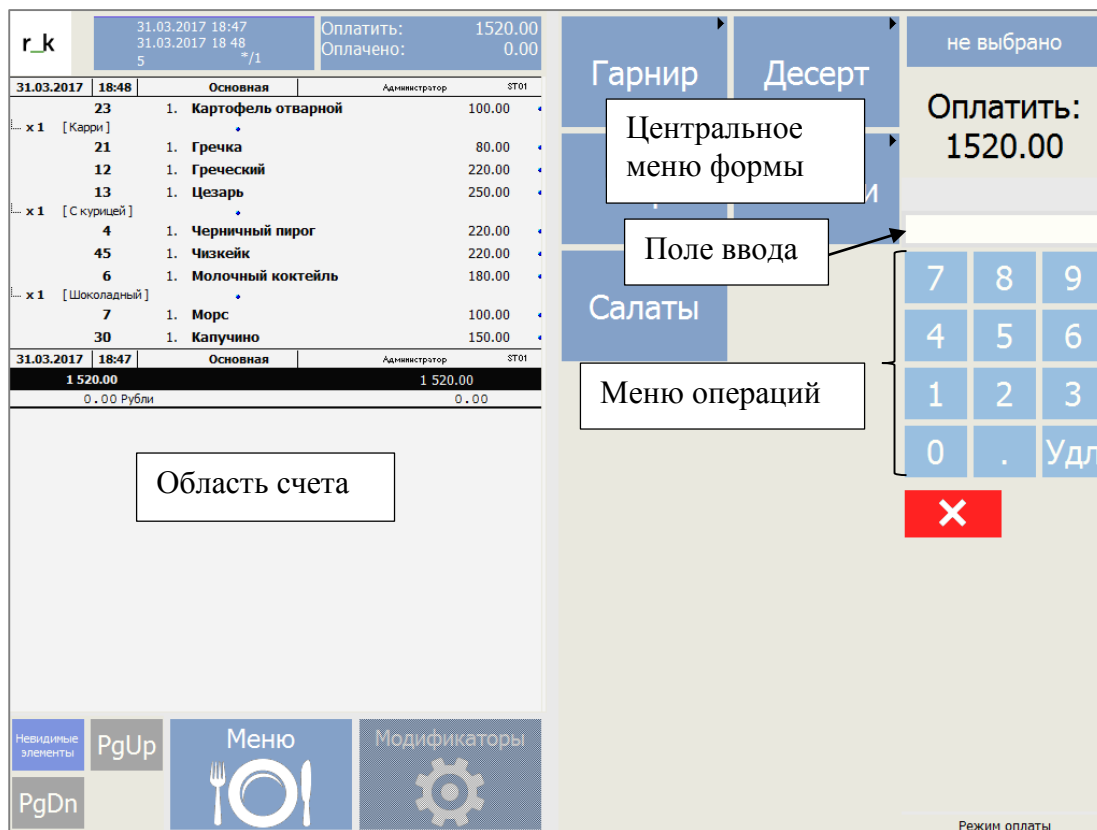 r_k
31.03.2017 18:47
31.03.2017 18 48
5 */1
Оплатить: 1520.00
Оплачено: 0.00
31.03.2017 18:48 Основная Администратор ST01
23 1. Картофель отварной 100.00
x 1 [Карри]
21 1. Гречка 80.00
12 1. Греческий 220.00
13 1. Цезарь 250.00
x 1 [С курицей]
4 1. Черничный пирог 220.00
45 1. Чизкейк 220.00
6 1. Молочный коктейль 180.00
x 1 [Шоколадный]
7 1. Морс 100.00
30 1. Капучино 150.00
31.03.2017 18:47 Основная Администратор ST01
1 520.00 1 520.00
0.00 Рубли 0.00
Область счета
Невидимые
элементы
PgUp
PgDn
Меню
Модификаторы
Гарнир
Десерт
Центральное
меню формы
Поле ввода
Салаты
Меню операций
не выбрано
Оплатить:
1520.00
7 8 9
4 5 6
1 2 3
0 . Удл
Режим оплаты